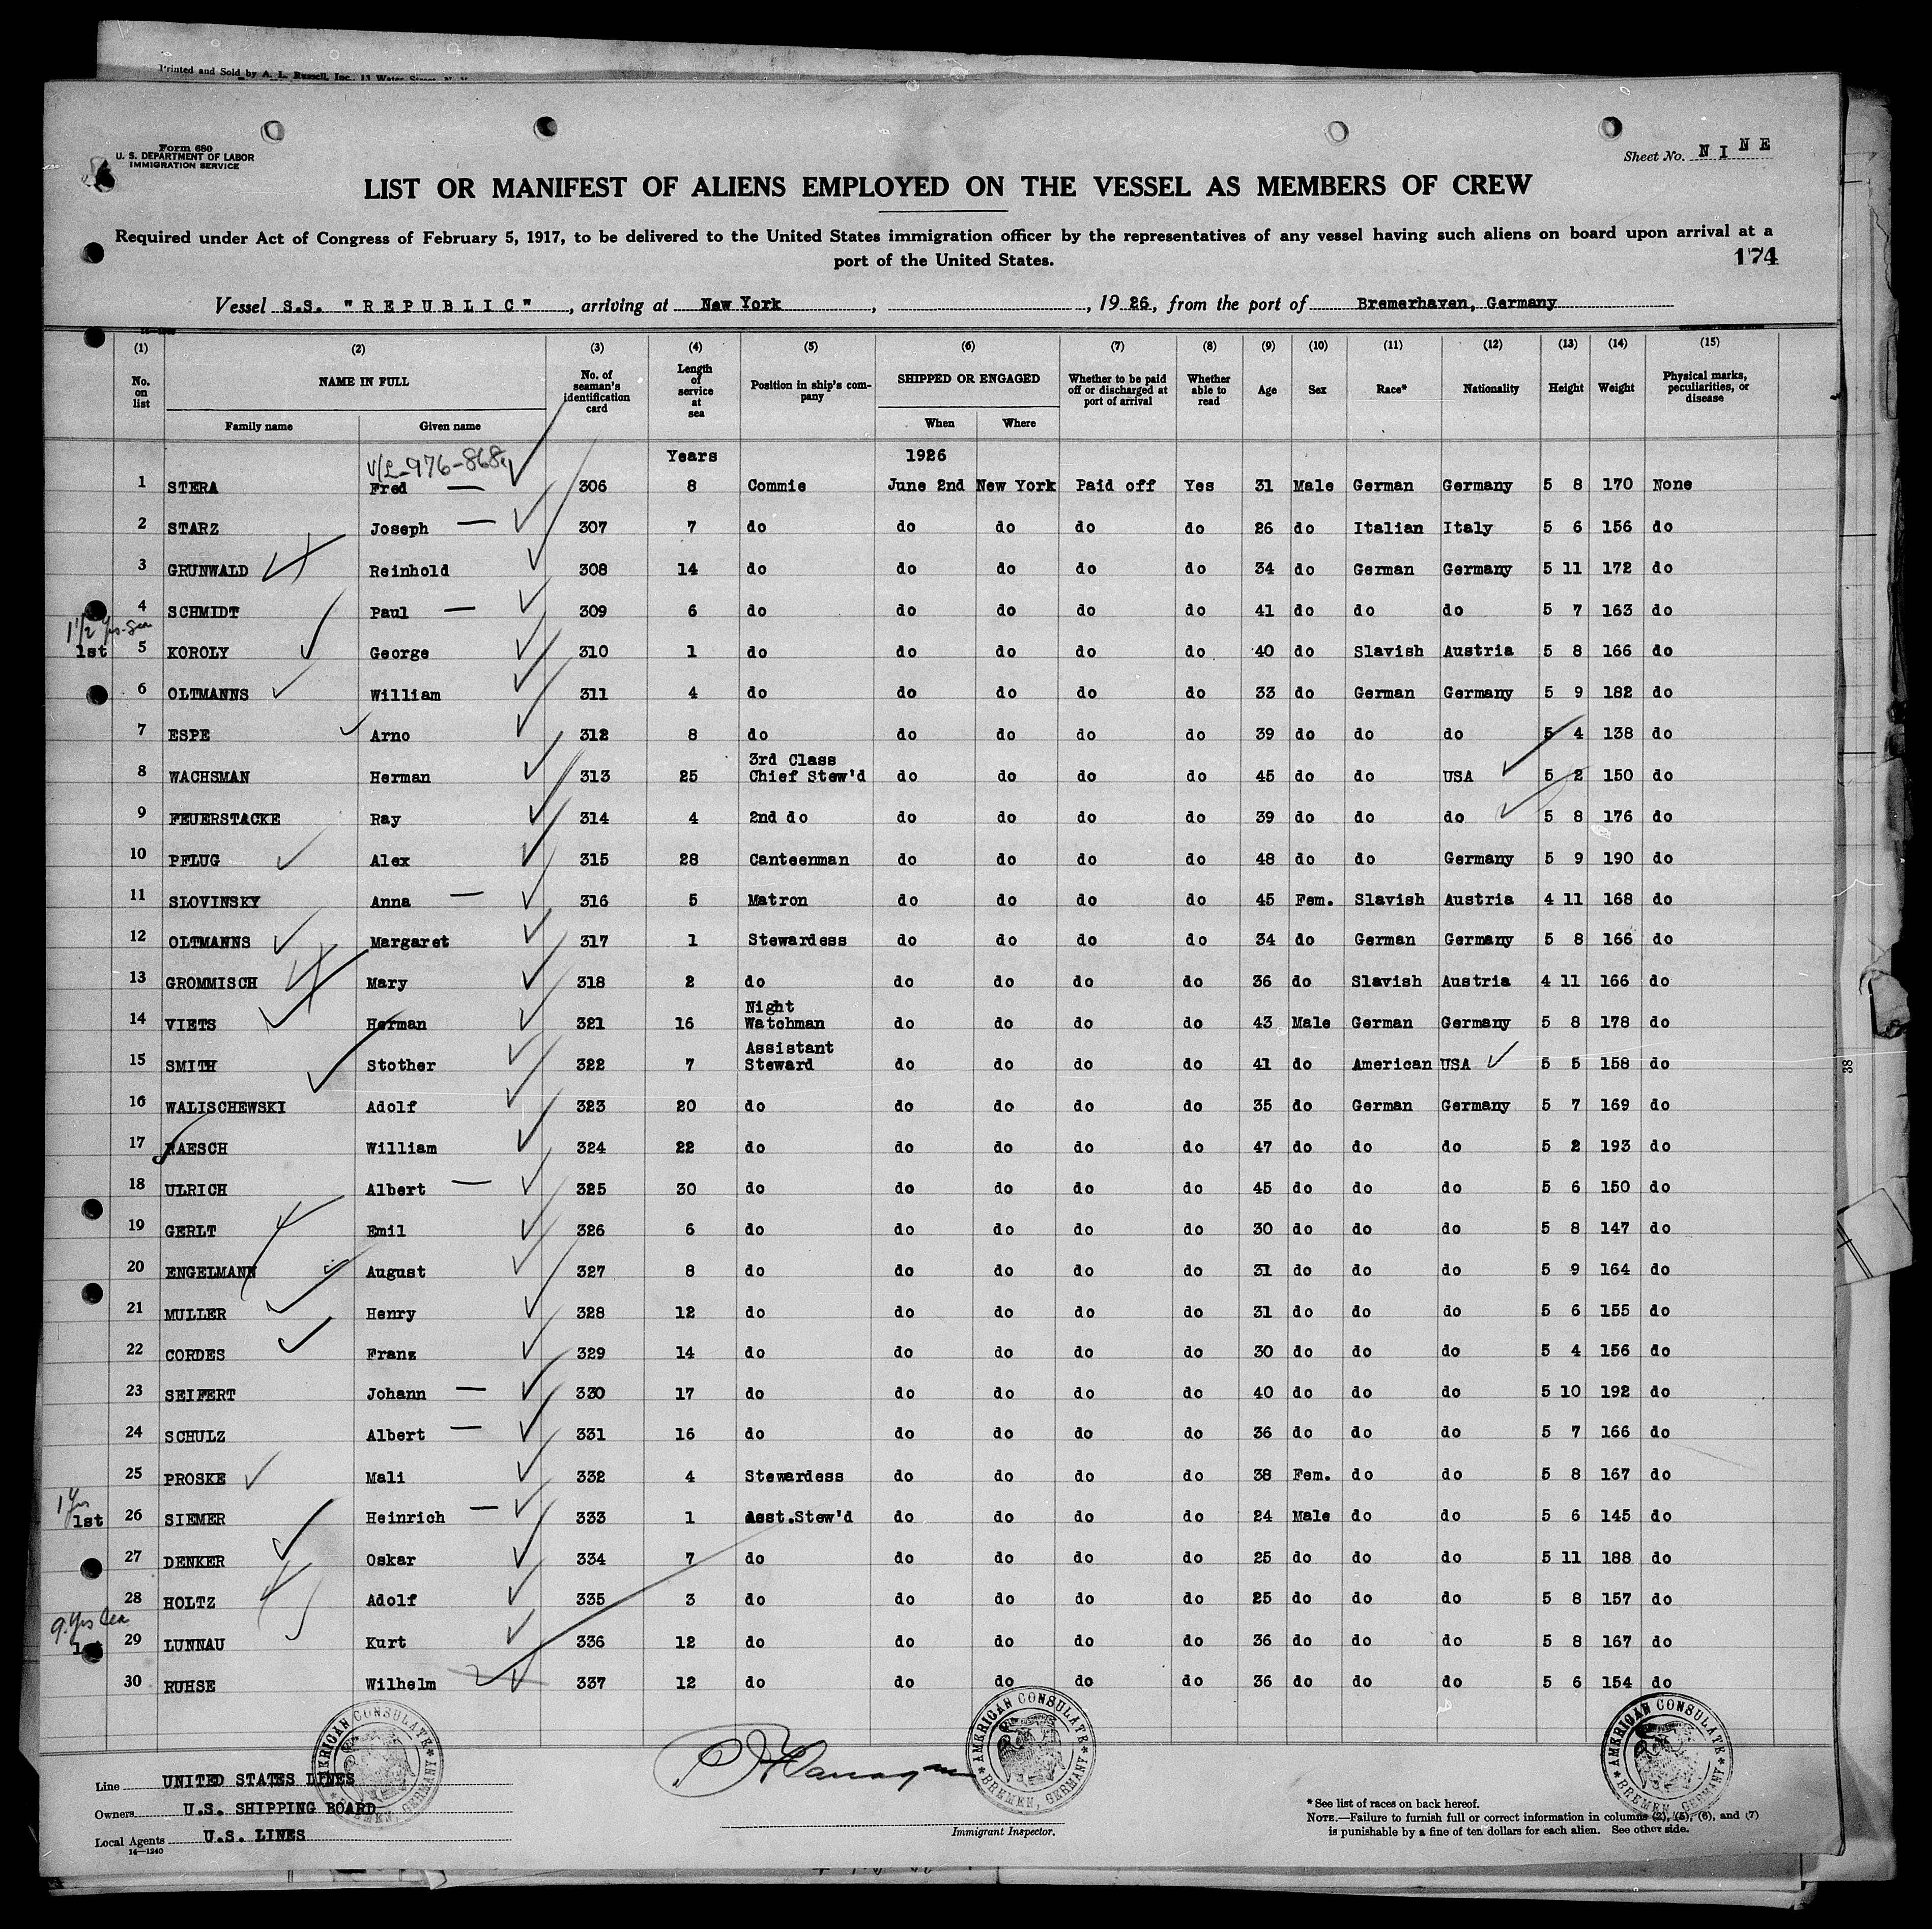 Printed and Sold by A. L. Russell, Inc., 13 Water Street, N. Y.
Form 680
U. S. DEPARTMENT OF LABOR
IMMIGRATION SERVICE
Sheet No. NINE
LIST OR MANIFEST OF ALIENS EMPLOYED ON THE VESSEL AS MEMBERS OF CREW
Required under Act of Congress of February 5, 1917, to be delivered to the United States immigration officer by the representatives of any vessel having such aliens on board upon arrival at a
port of the United States.
174
Vessel S.S. "REPUBLIC", arriving at New York, , 1926, from the port of Bremerhaven, Germany
(1) (2) (3) (4) (5) (6) (7) (8) (9) (10) (11) (12) (13) (14) (15)
No. on list NAME IN FULL No. of seaman's identification card Length of service at sea Position in ship's company SHIPPED OR ENGAGED Whether to be paid off or discharged at port of arrival Whether able to read Age Sex Race* Nationality Height Weight Physical marks, peculiarities, or disease
Family name Given name When Where
976-868 Years 1926
1 STERA Fred 306 8 Commie June 2nd New York Paid off Yes 31 Male German Germany 5 8 170 None
2 STARZ Joseph 307 7 do do do do do 26 do Italian Italy 5 6 156 do
3 GRUNWALD Reinhold 308 14 do do do do do 34 do German Germany 5 11 172 do
4 SCHMIDT Paul 309 6 do do do do do 41 do do do 5 7 163 do
1 1/2 Yrs-Sea
1st 5 KOROLY George 310 1 do do do do do 40 do Slavish Austria 5 8 166 do
6 OLTMANNS William 311 4 do do do do do 33 do German Germany 5 9 182 do
7 ESPE Arno 312 8 do do do do do 39 do do do 5 4 138 do
8 WACHSMAN Herman 313 25 3rd Class Chief Stew'd do do do do 45 do do USA 5 2 150 do
9 FEUERSTACKE Ray 314 4 2nd do do do do do 39 do do do 5 8 176 do
10 PFLUG Alex 315 28 Canteenman do do do do 48 do do Germany 5 9 190 do
11 SLOVINSKY Anna 316 5 Matron do do do do 45 Fem. Slavish Austria 4 11 168 do
12 OLTMANNS Margaret 317 1 Stewardess do do do do 34 do German Germany 5 8 166 do
13 GROMMISCH Mary 318 2 do do do do do 36 do Slavish Austria 4 11 166 do
14 VIETS Herman 321 16 Night Watchman do do do do 43 Male German Germany 5 8 178 do
15 SMITH Stother 322 7 Assistant Steward do do do do 41 do American USA 5 5 158 do
16 WALISCHEWSKI Adolf 323 20 do do do do do 35 do German Germany 5 7 169 do
17 RAESCH William 324 22 do do do do do 47 do do do 5 2 193 do
18 ULRICH Albert 325 30 do do do do do 45 do do do 5 6 150 do
19 GERLT Emil 326 6 do do do do do 30 do do do 5 8 147 do
20 ENGELMANN August 327 8 do do do do do 31 do do do 5 9 164 do
21 MULLER Henry 328 12 do do do do do 31 do do do 5 6 155 do
22 CORDES Franz 329 14 do do do do do 30 do do do 5 4 156 do
23 SEIFERT Johann 330 17 do do do do do 40 do do do 5 10 192 do
24 SCHULZ Albert 331 16 do do do do do 36 do do do 5 7 166 do
25 PROSKE Mali 332 4 Stewardess do do do do 38 Fem. do do 5 8 167 do
1 Yrs
1st 26 SIEMER Heinrich 333 1 Asst.Stew'd do do do do 24 Male do do 5 6 145 do
27 DENKER Oskar 334 7 do do do do do 25 do do do 5 11 188 do
28 HOLTZ Adolf 335 3 do do do do do 25 do do do 5 8 157 do
9. Yrs Sea
29 LUNNAU Kurt 336 12 do do do do do 36 do do do 5 8 167 do
30 RUHSE Wilhelm 337 12 do do do do do 36 do do do 5 6 154 do
AMERICAN CONSULATE BREMEN, GERMANY
AMERICAN CONSULATE BREMEN, GERMANY
AMERICAN CONSULATE BREMEN, GERMANY
Line UNITED STATES LINES
Owners U.S. SHIPPING BOARD
Local Agents U.S. LINES
14—1240
Immigrant Inspector.
* See list of races on back hereof.
NOTE.—Failure to furnish full or correct information in columns (2), (5), (6), and (7)
is punishable by a fine of ten dollars for each alien. See other side.
38